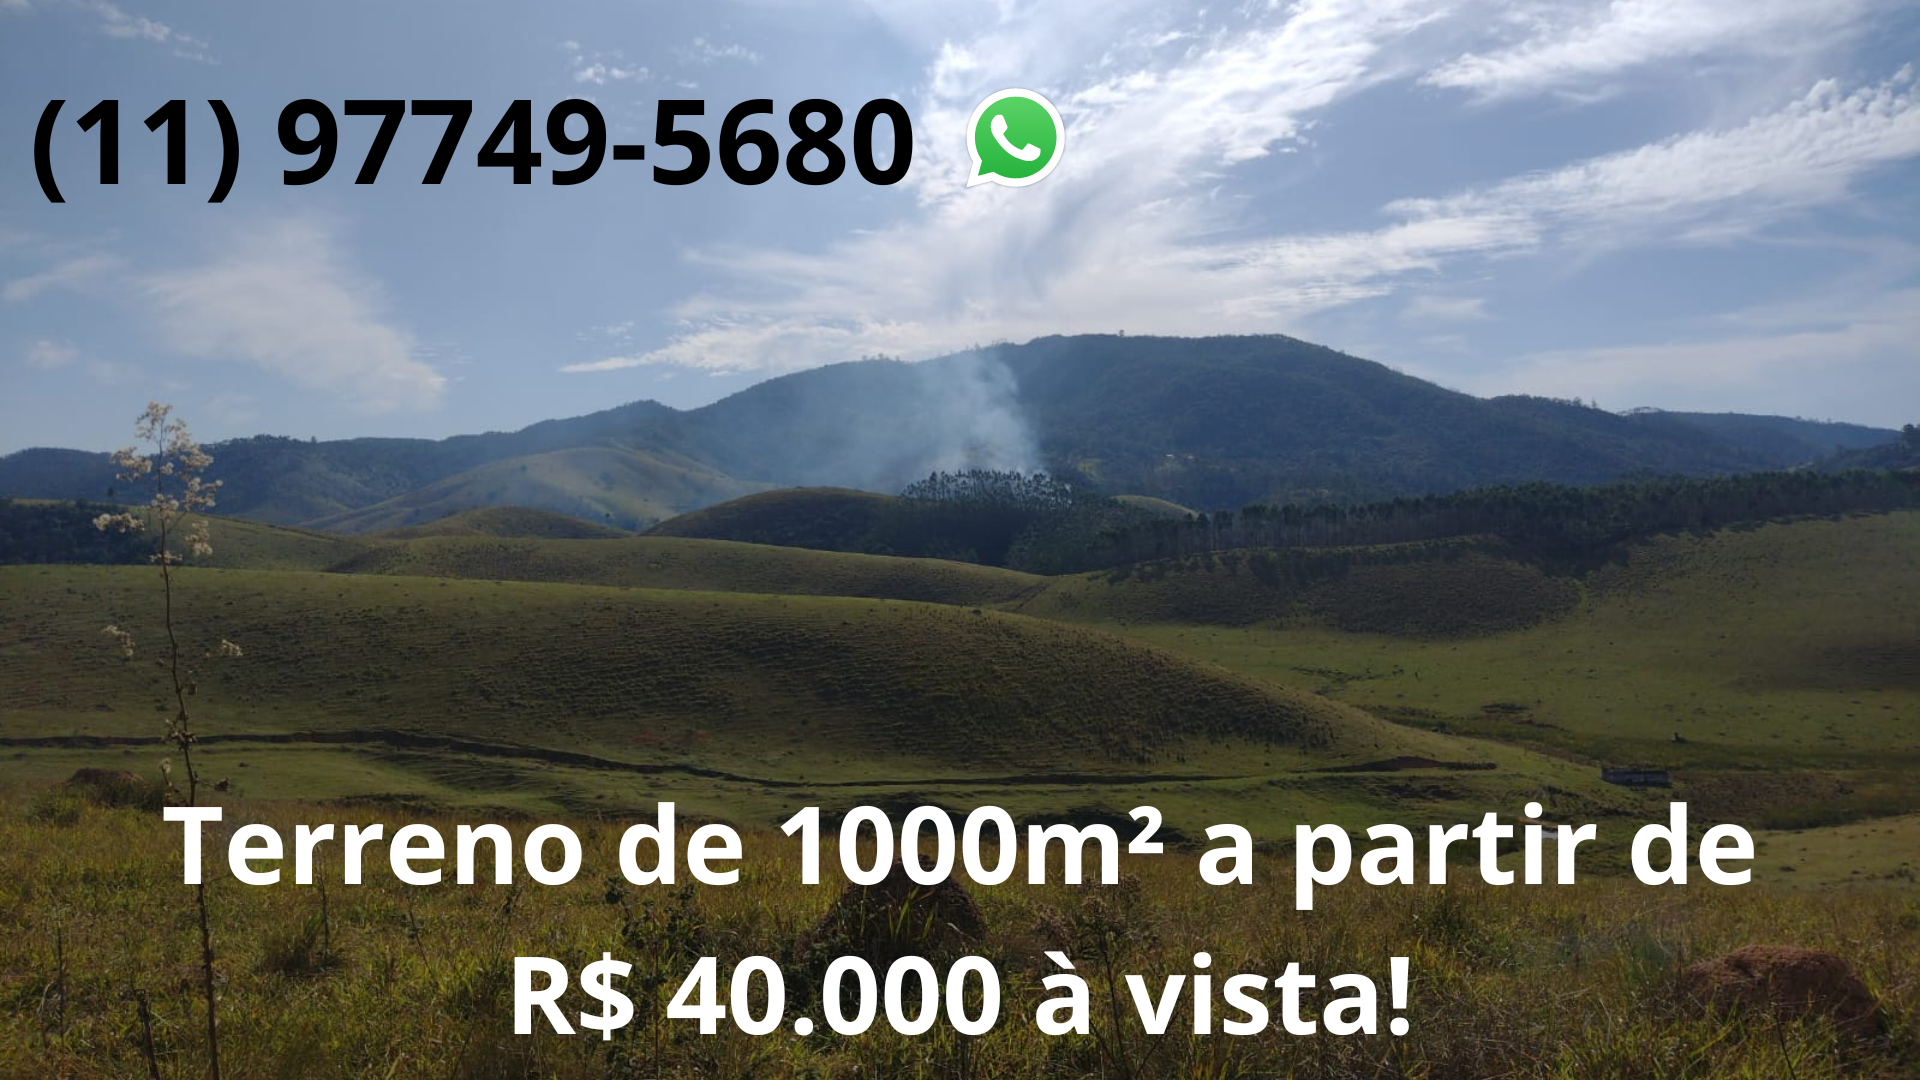 (11) 97749-5680
Terreno de 1000m² a partir de
R$ 40.000 à vista!